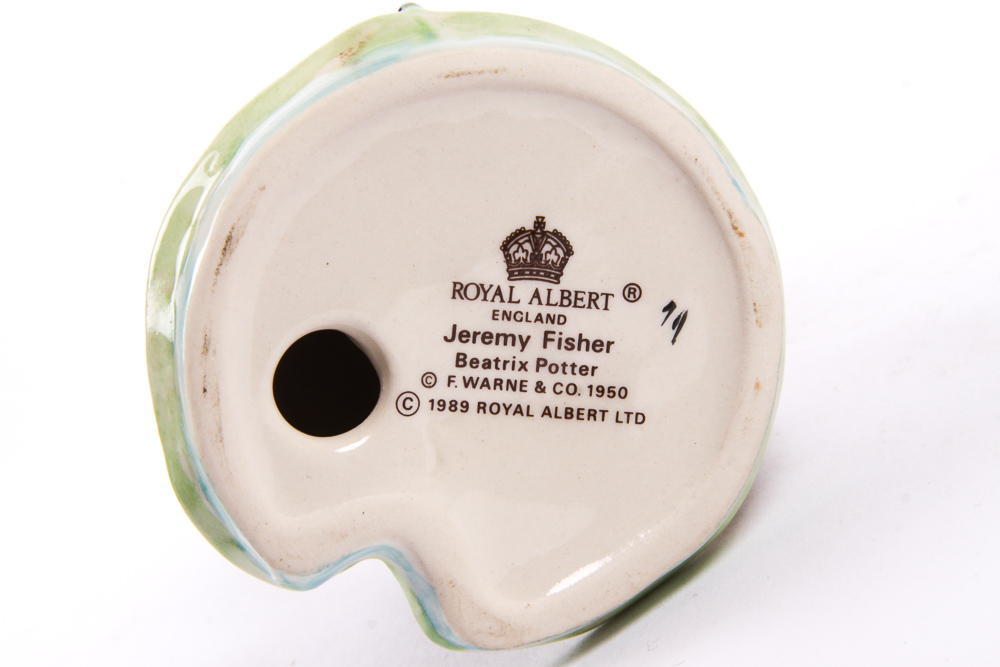 ROYAL ALBERT ®
ENGLAND
Jeremy Fisher
Beatrix Potter
© F. WARNE & CO. 1950
© 1989 ROYAL ALBERT LTD